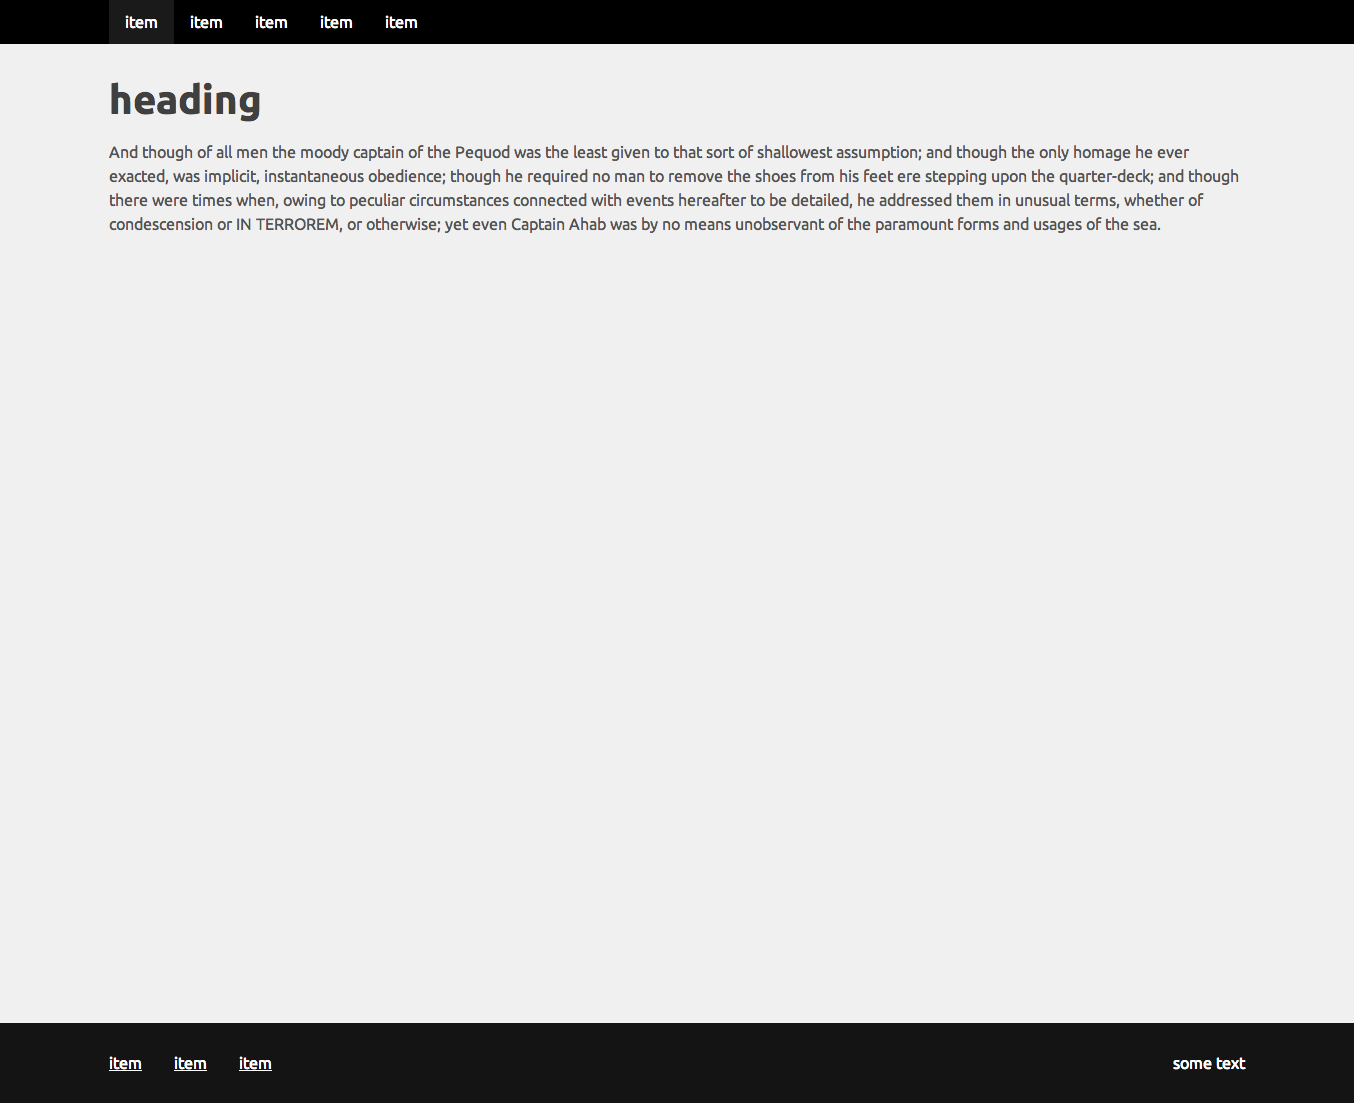 item item item item item
heading
And though of all men the moody captain of the Pequod was the least given to that sort of shallowest assumption; and though the only homage he ever
exacted, was implicit, instantaneous obedience; though he required no man to remove the shoes from his feet ere stepping upon the quarter-deck; and though
there were times when, owing to peculiar circumstances connected with events hereafter to be detailed, he addressed them in unusual terms, whether of
condescension or IN TERROREM, or otherwise; yet even Captain Ahab was by no means unobservant of the paramount forms and usages of the sea.
item item item some text